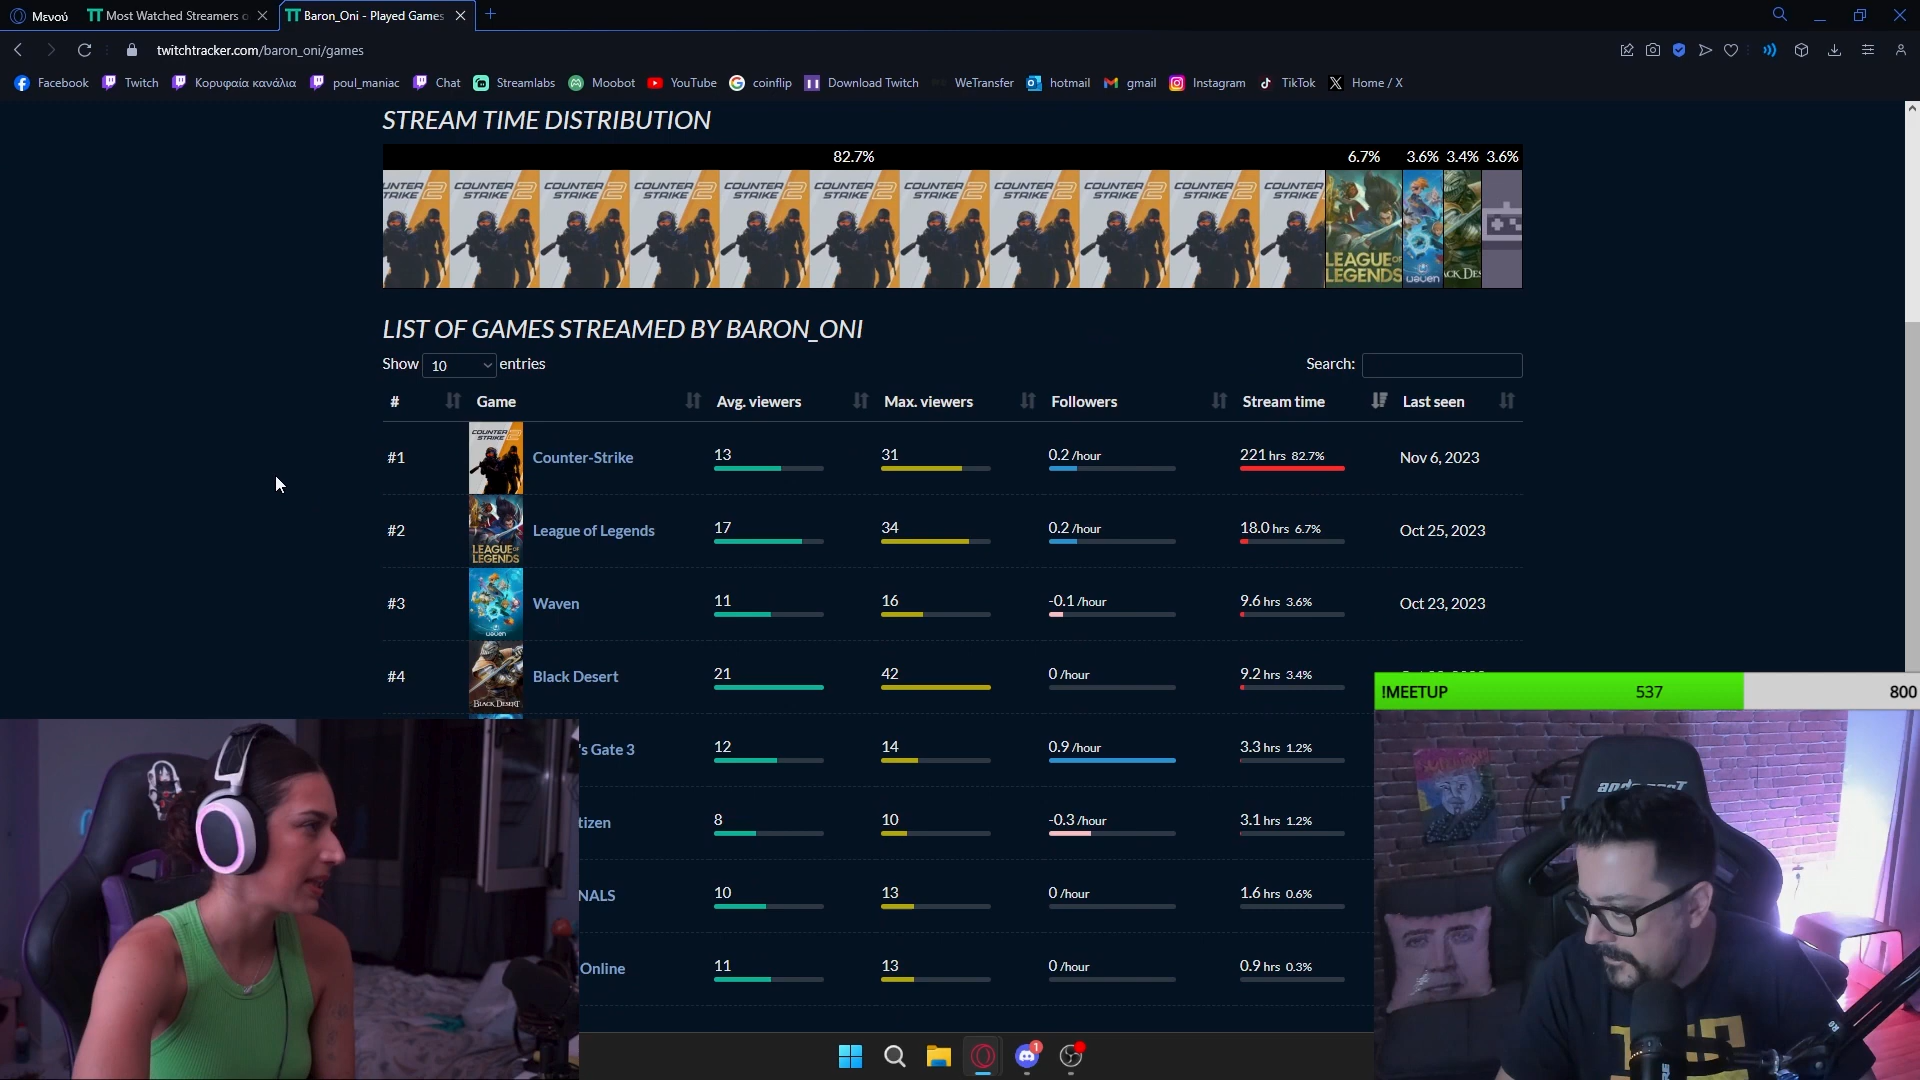 Μενού
Most Watched Streamers o
Baron_Oni - Played Games
twitchtracker.com/baron_oni/games
Facebook
Twitch
Κορυφαία κανάλια
poul_maniac
Chat
Streamlabs
Moobot
YouTube
coinflip
Download Twitch
WeTransfer
hotmail
gmail
Instagram
TikTok
Home / X
STREAM TIME DISTRIBUTION
82.7% 6.7% 3.6% 3.4% 3.6%
COUNTER STRIKE 2
LEAGUE OF LEGENDS
WAVEN
LIST OF GAMES STREAMED BY BARON_ONI
Show 10 entries
Search:
# Game Avg. viewers Max. viewers Followers Stream time Last seen
#1 Counter-Strike 13 31 0.2 /hour 221 hrs 82.7% Nov 6, 2023
#2 League of Legends 17 34 0.2 /hour 18.0 hrs 6.7% Oct 25, 2023
#3 Waven 11 16 -0.1 /hour 9.6 hrs 3.6% Oct 23, 2023
#4 Black Desert 21 42 0 /hour 9.2 hrs 3.4%
's Gate 3 12 14 0.9 /hour 3.3 hrs 1.2%
tizen 8 10 -0.3 /hour 3.1 hrs 1.2%
NALS 10 13 0 /hour 1.6 hrs 0.6%
Online 11 13 0 /hour 0.9 hrs 0.3%
!MEETUP 537 800